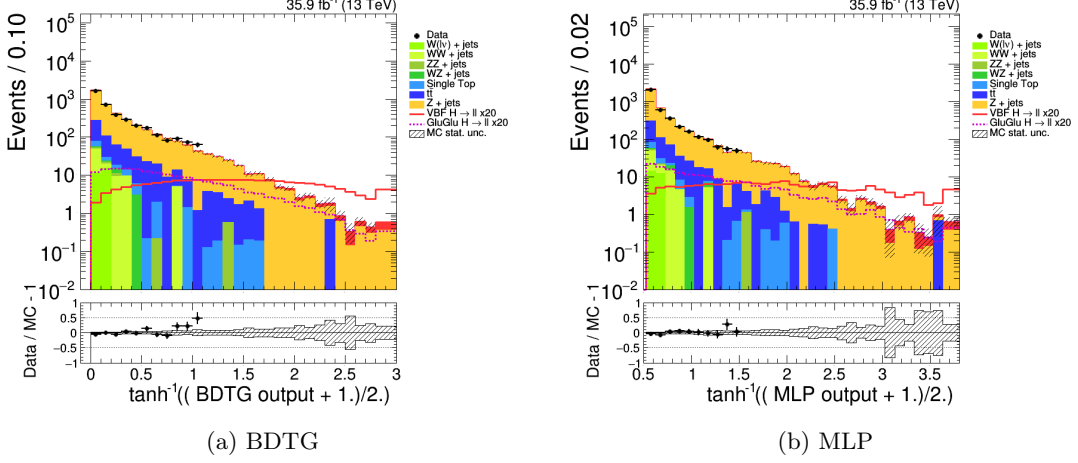 35.9 fb⁻¹ (13 TeV)
Events / 0.10
10⁵
10⁴
10³
10²
10
1
10⁻¹
10⁻²
Data
W(lν) + jets
WW + jets
ZZ + jets
WZ + jets
Single Top
tt̄
Z + jets
VBF H → ll x20
GluGlu H → ll x20
MC stat. unc.
Data / MC - 1
1
0.5
0
−0.5
−1
0 0.5 1 1.5 2 2.5 3
tanh⁻¹(( BDTG output + 1.)/2.)
(a) BDTG
35.9 fb⁻¹ (13 TeV)
Events / 0.02
10⁵
10⁴
10³
10²
10
1
10⁻¹
10⁻²
Data
W(lν) + jets
WW + jets
ZZ + jets
WZ + jets
Single Top
tt̄
Z + jets
VBF H → ll x20
GluGlu H → ll x20
MC stat. unc.
Data / MC - 1
1
0.5
0
−0.5
−1
0.5 1 1.5 2 2.5 3 3.5
tanh⁻¹(( MLP output + 1.)/2.)
(b) MLP